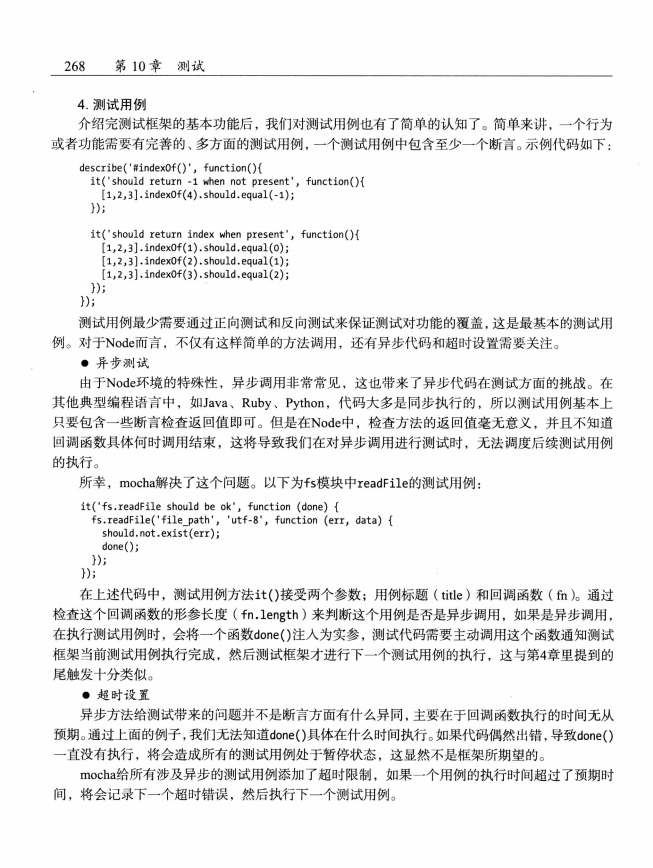 268 第 10 章 测试
4. 测试用例
介绍完测试框架的基本功能后，我们对测试用例也有了简单的认知了。简单来讲，一个行为
或者功能需要有完善的、多方面的测试用例，一个测试用例中包含至少一个断言。示例代码如下：
describe('#indexOf()', function(){
it('should return -1 when not present', function(){
[1,2,3].indexOf(4).should.equal(-1);
});
it('should return index when present', function(){
[1,2,3].indexOf(1).should.equal(0);
[1,2,3].indexOf(2).should.equal(1);
[1,2,3].indexOf(3).should.equal(2);
});
});
测试用例最少需要通过正向测试和反向测试来保证测试对功能的覆盖，这是最基本的测试用
例。对于Node而言，不仅有这样简单的方法调用，还有异步代码和超时设置需要关注。
● 异步测试
由于Node环境的特殊性，异步调用非常常见，这也带来了异步代码在测试方面的挑战。在
其他典型编程语言中，如Java、Ruby、Python，代码大多是同步执行的，所以测试用例基本上
只要包含一些断言检查返回值即可。但是在Node中，检查方法的返回值毫无意义，并且不知道
回调函数具体何时调用结束，这将导致我们在对异步调用进行测试时，无法调度后续测试用例
的执行。
所幸，mocha解决了这个问题。以下为fs模块中readFile的测试用例：
it('fs.readFile should be ok', function (done) {
fs.readFile('file_path', 'utf-8', function (err, data) {
should.not.exist(err);
done();
});
});
在上述代码中，测试用例方法it()接受两个参数；用例标题（title）和回调函数（fn）。通过
检查这个回调函数的形参长度（fn.length）来判断这个用例是否是异步调用，如果是异步调用，
在执行测试用例时，会将一个函数done()注入为实参，测试代码需要主动调用这个函数通知测试
框架当前测试用例执行完成，然后测试框架才进行下一个测试用例的执行，这与第4章里提到的
尾触发十分类似。
● 超时设置
异步方法给测试带来的问题并不是断言方面有什么异同，主要在于回调函数执行的时间无从
预期。通过上面的例子，我们无法知道done()具体在什么时间执行。如果代码偶然出错，导致done()
一直没有执行，将会造成所有的测试用例处于暂停状态，这显然不是框架所期望的。
mocha给所有涉及异步的测试用例添加了超时限制，如果一个用例的执行时间超过了预期时
间，将会记录下一个超时错误，然后执行下一个测试用例。